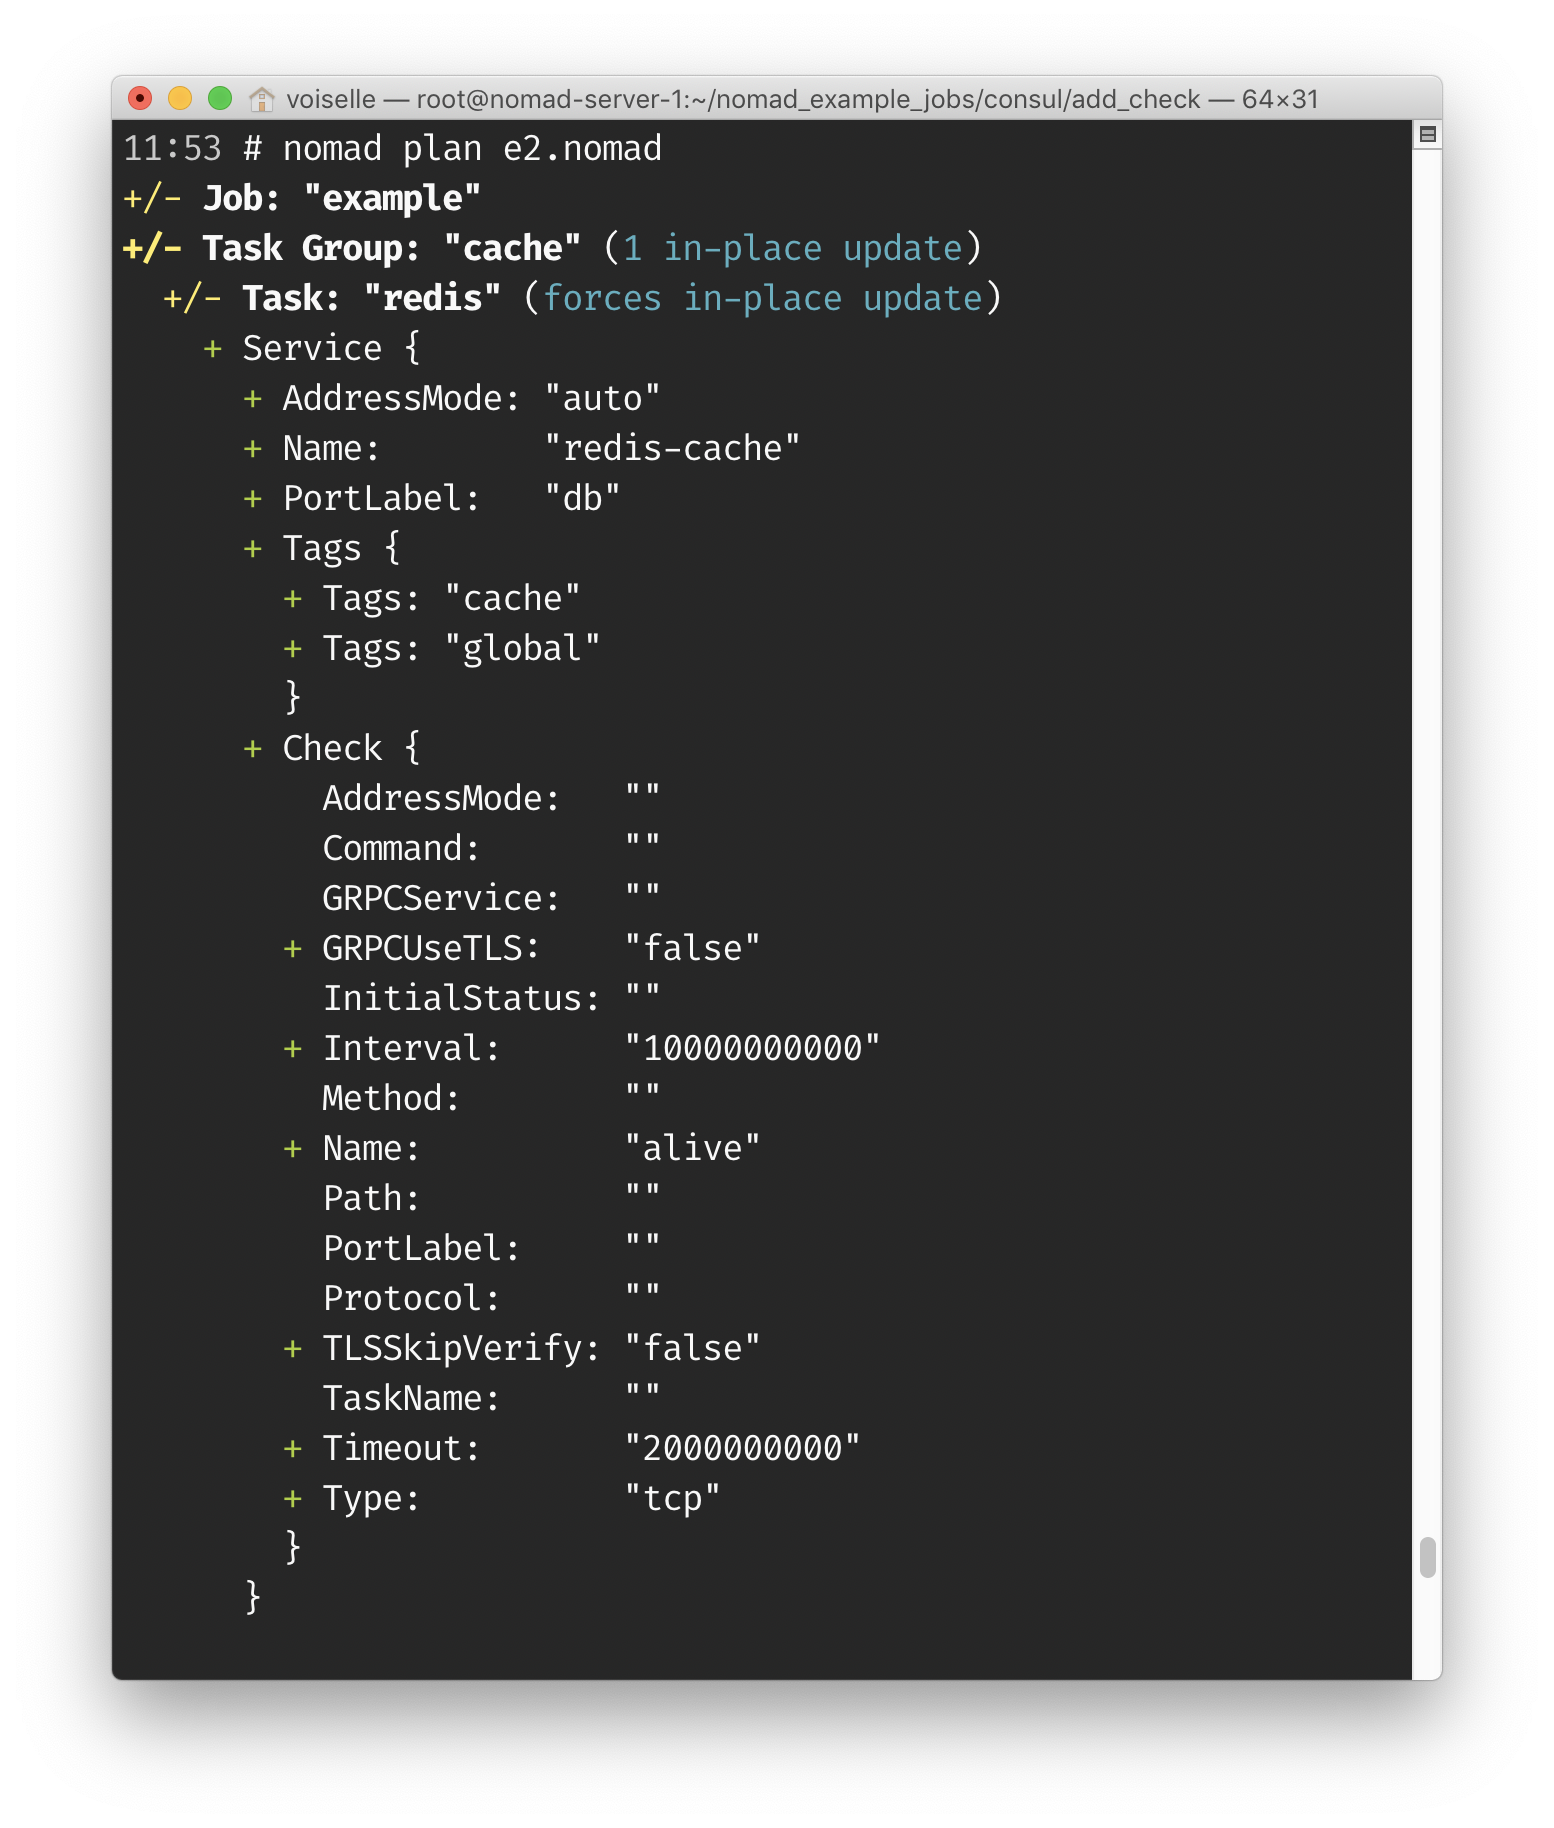 voiselle — root@nomad-server-1:~/nomad_example_jobs/consul/add_check — 64×31
11:53 # nomad plan e2.nomad
+/- Job: "example"
+/- Task Group: "cache" (1 in-place update)
  +/- Task: "redis" (forces in-place update)
    + Service {
      + AddressMode: "auto"
      + Name:        "redis-cache"
      + PortLabel:   "db"
      + Tags {
        + Tags: "cache"
        + Tags: "global"
        }
      + Check {
          AddressMode:   ""
          Command:       ""
          GRPCService:   ""
        + GRPCUseTLS:    "false"
          InitialStatus: ""
        + Interval:      "10000000000"
          Method:        ""
        + Name:          "alive"
          Path:          ""
          PortLabel:     ""
          Protocol:      ""
        + TLSSkipVerify: "false"
          TaskName:      ""
        + Timeout:       "2000000000"
        + Type:          "tcp"
        }
      }